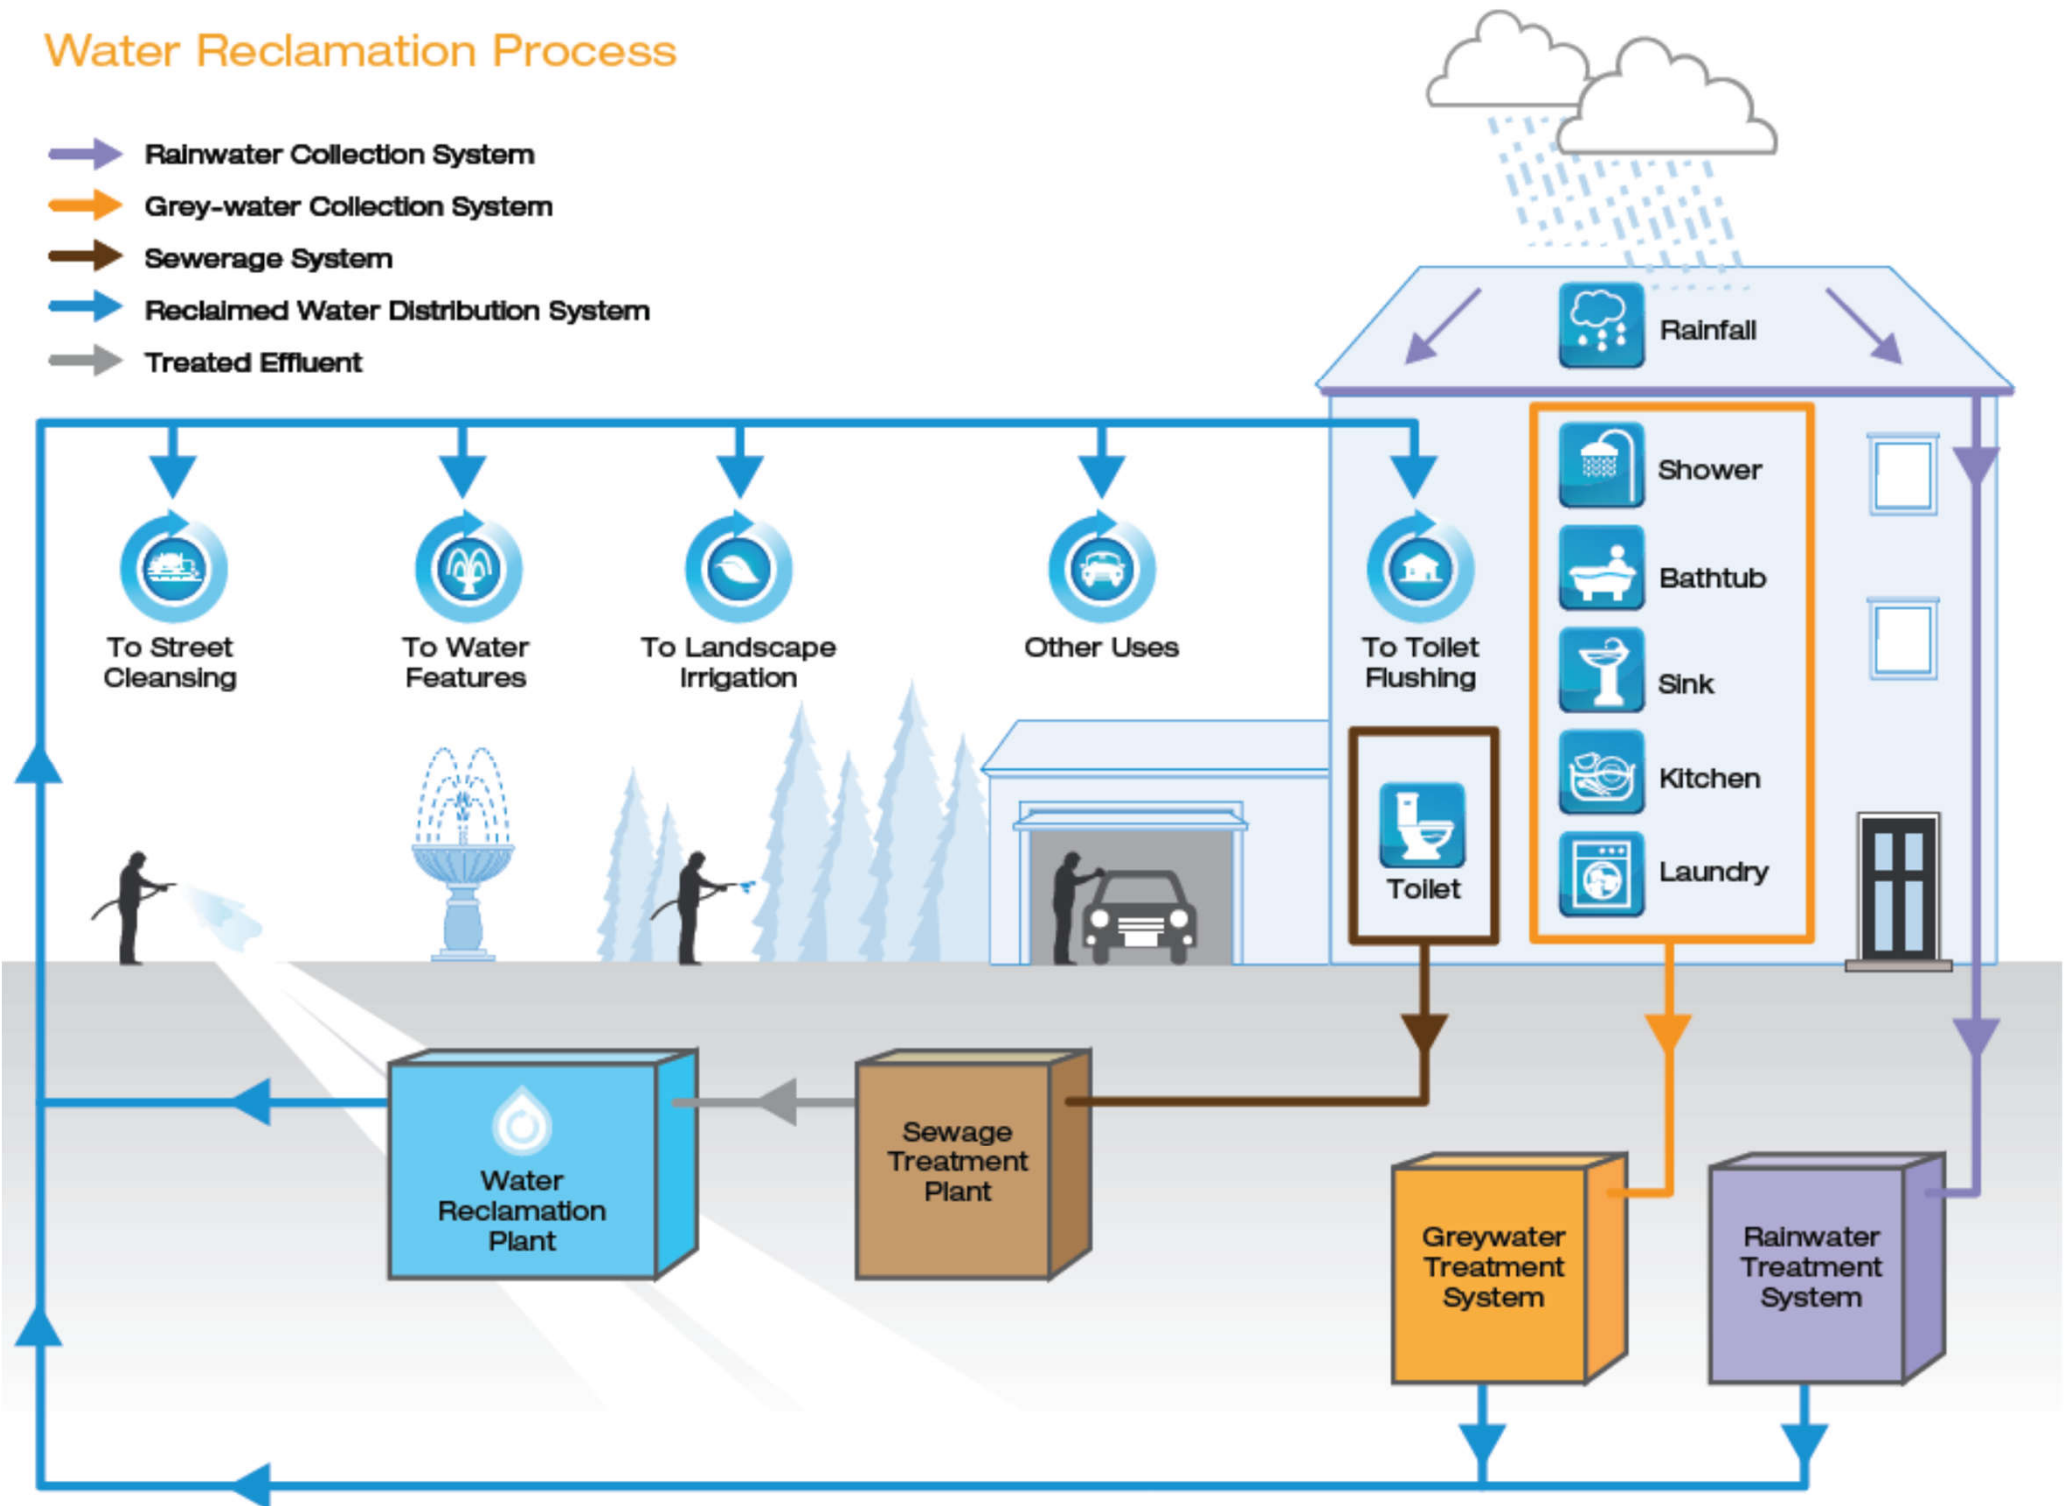 Water Reclamation Process
Rainwater Collection System
Grey-water Collection System
Sewerage System
Reclaimed Water Distribution System
Treated Effluent
Rainfall
Shower
Bathtub
Sink
Kitchen
Laundry
To Street
Cleansing
To Water
Features
To Landscape
Irrigation
Other Uses
To Toilet
Flushing
Toilet
Water
Reclamation
Plant
Sewage
Treatment
Plant
Greywater
Treatment
System
Rainwater
Treatment
System